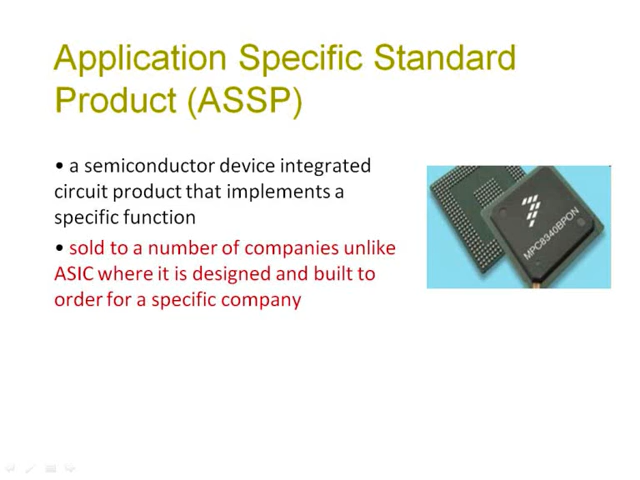 Application Specific Standard
Product (ASSP)
• a semiconductor device integrated
circuit product that implements a
specific function
• sold to a number of companies unlike
ASIC where it is designed and built to
order for a specific company
MPC8340BPON